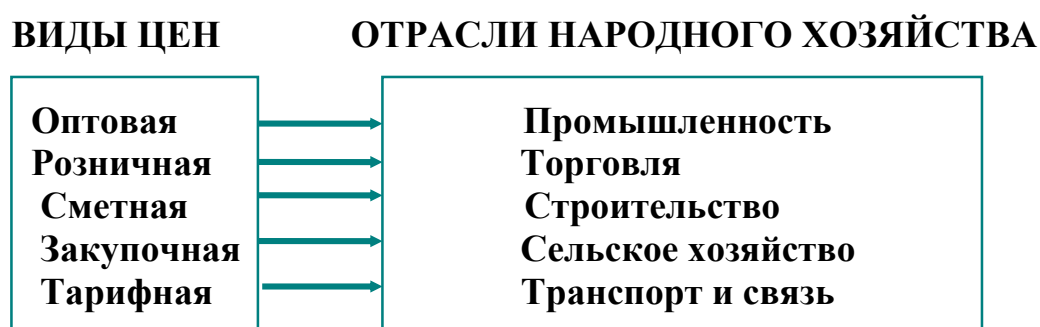 ВИДЫ ЦЕН ОТРАСЛИ НАРОДНОГО ХОЗЯЙСТВА
Оптовая Промышленность
Розничная Торговля
Сметная Строительство
Закупочная Сельское хозяйство
Тарифная Транспорт и связь